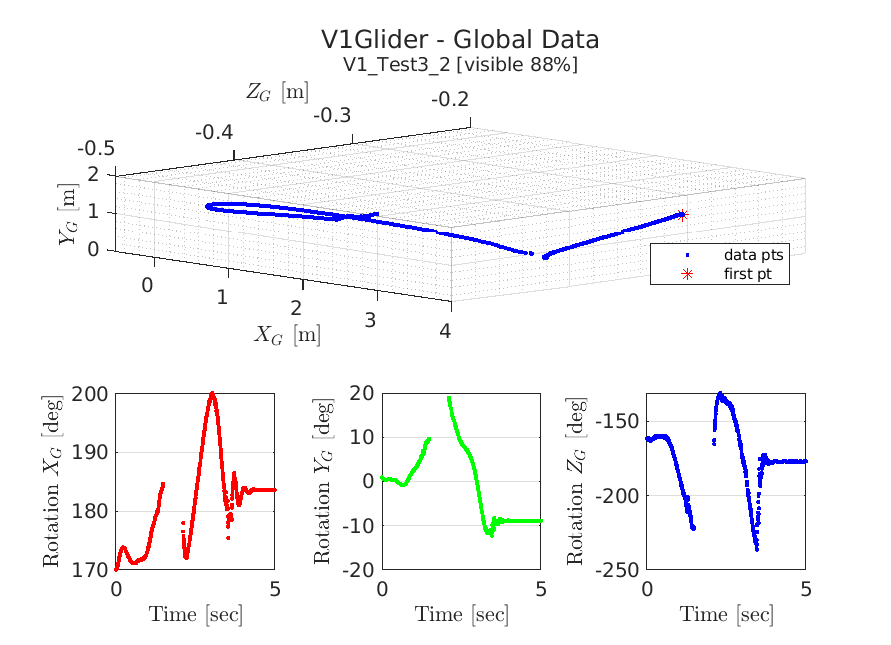 V1Glider - Global Data
V1_Test3_2 [visible 88%]
Z_G [m]
-0.5
-0.4
-0.3
-0.2
Y_G [m]
2
1
0
0
1
2
3
4
X_G [m]
data pts
first pt
Rotation X_G [deg]
200
190
180
170
0
5
Time [sec]
Rotation Y_G [deg]
20
10
0
-10
-20
0
5
Time [sec]
Rotation Z_G [deg]
-150
-200
-250
0
5
Time [sec]